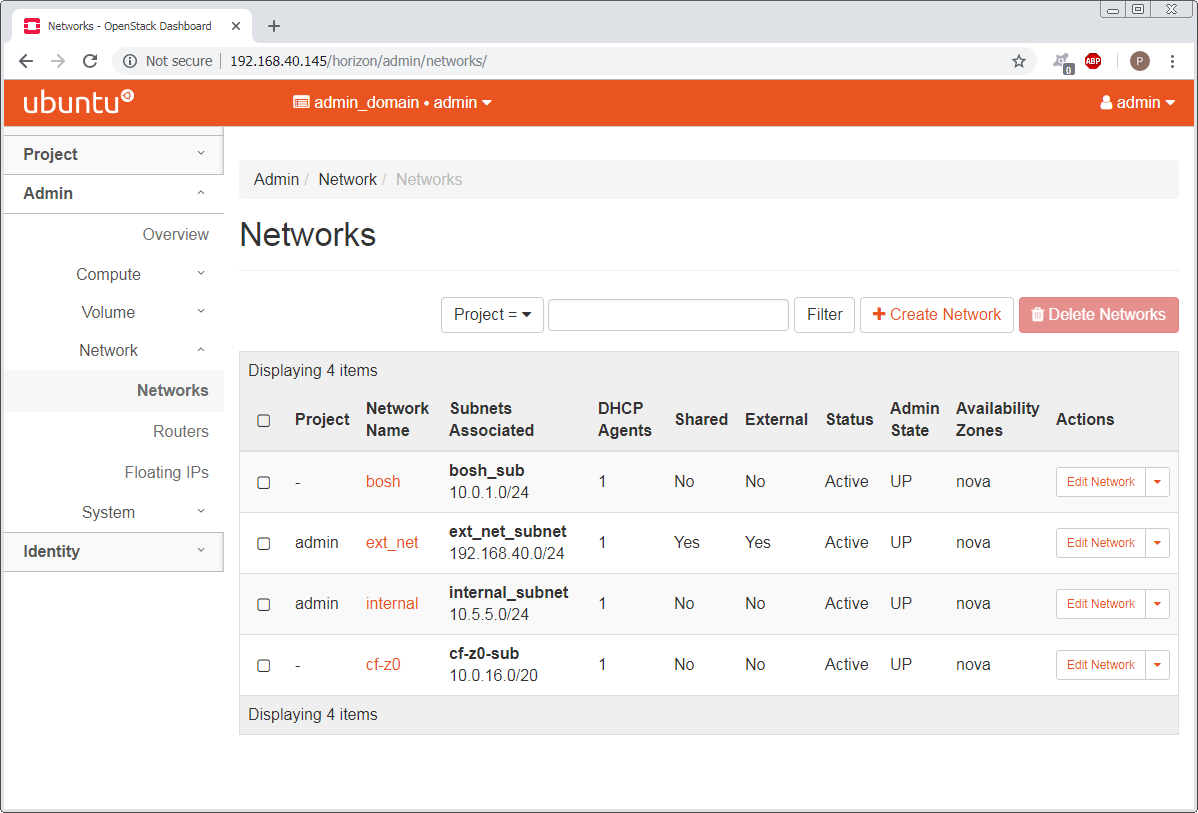 Networks - OpenStack Dashboard
Not secure 192.168.40.145/horizon/admin/networks/
0 ABP P
ubuntu admin_domain • admin admin
Project
Admin
Overview
Compute
Volume
Network
Networks
Routers
Floating IPs
System
Identity
Admin / Network / Networks
Networks
Project = Filter Create Network Delete Networks
Displaying 4 items
Project Network Name Subnets Associated DHCP Agents Shared External Status Admin State Availability Zones Actions
- bosh bosh_sub 10.0.1.0/24 1 No No Active UP nova Edit Network
admin ext_net ext_net_subnet 192.168.40.0/24 1 Yes Yes Active UP nova Edit Network
admin internal internal_subnet 10.5.5.0/24 1 No No Active UP nova Edit Network
- cf-z0 cf-z0-sub 10.0.16.0/20 1 No No Active UP nova Edit Network
Displaying 4 items